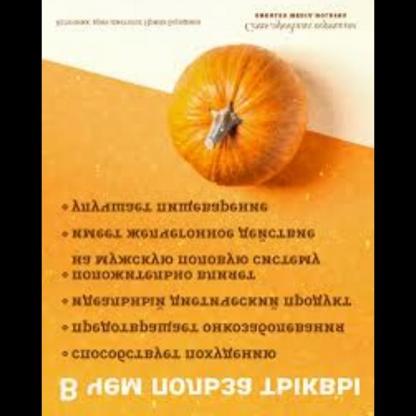 В ЧЕМ ПОЛЬЗА ТЫКВЫ
• способствует похудению
• предотвращает онкозаболевания
• идеальный диетический продукт
• положительно влияет
на мужскую половую систему
• имеет желчегонное действие
• улучшает пищеварение